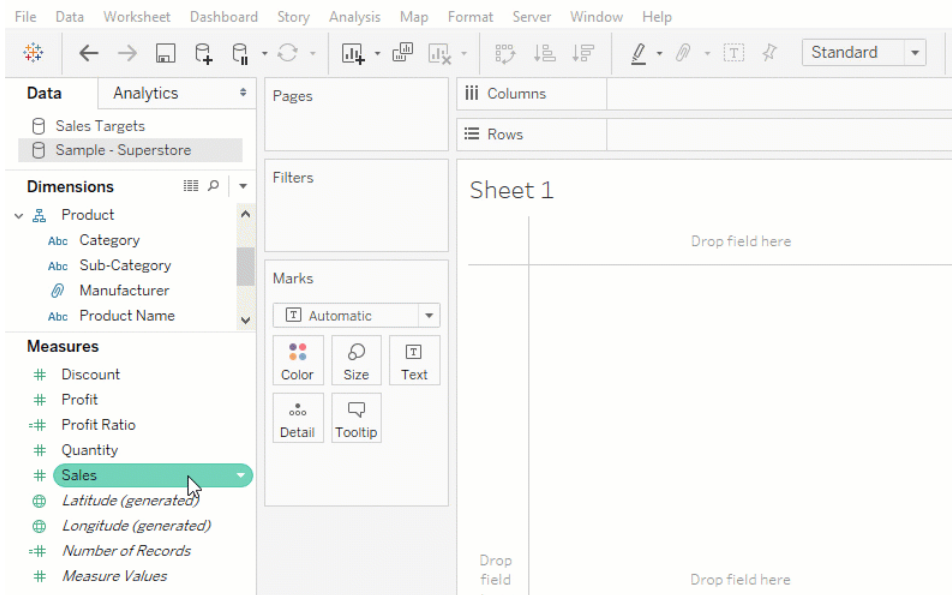 File Data Worksheet Dashboard Story Analysis Map Format Server Window Help
Standard
Data Analytics
Sales Targets
Sample - Superstore
Dimensions
Product
Abc Category
Abc Sub-Category
Manufacturer
Abc Product Name
Measures
# Discount
# Profit
=# Profit Ratio
# Quantity
# Sales
Latitude (generated)
Longitude (generated)
=# Number of Records
# Measure Values
Pages
Filters
Marks
T Automatic
Color Size Text
Detail Tooltip
Columns
Rows
Sheet 1
Drop field here
Drop
field
Drop field here